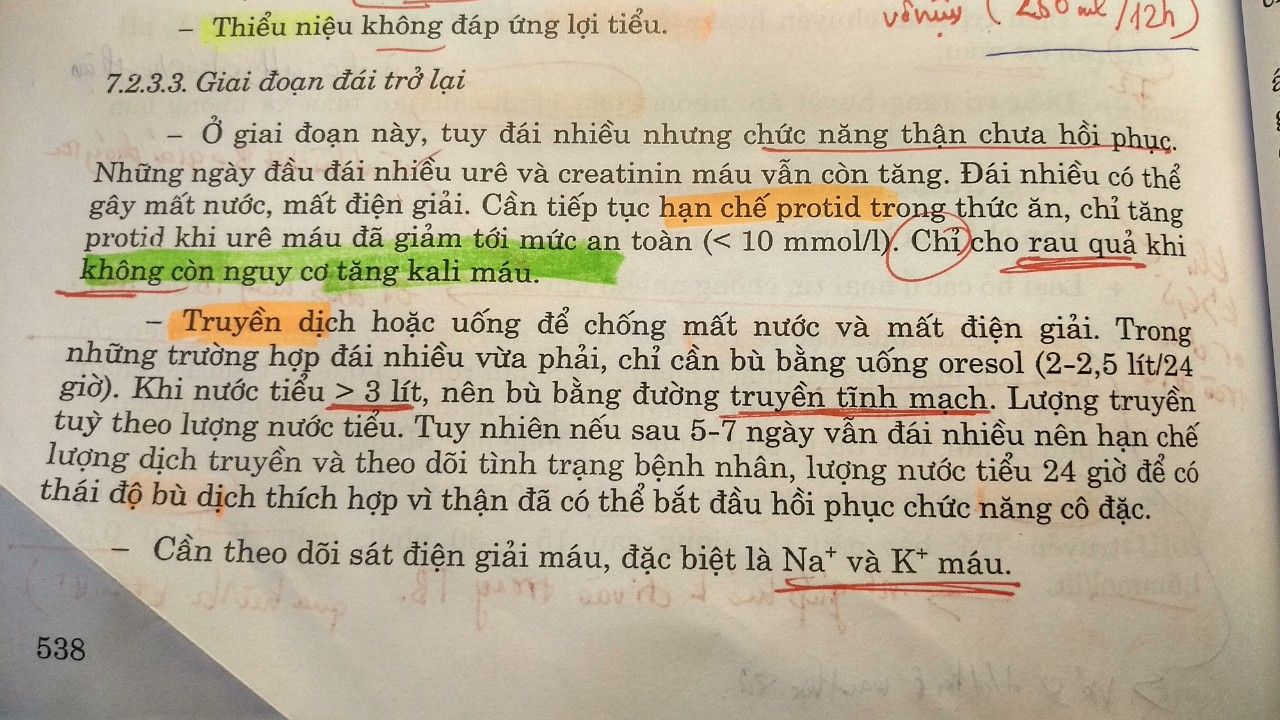 – Thiểu niệu không đáp ứng lợi tiểu.
(250 ml/12h)
7.2.3.3. Giai đoạn đái trở lại
– Ở giai đoạn này, tuy đái nhiều nhưng chức năng thận chưa hồi phục.
Những ngày đầu đái nhiều urê và creatinin máu vẫn còn tăng. Đái nhiều có thể
gây mất nước, mất điện giải. Cần tiếp tục hạn chế protid trong thức ăn, chỉ tăng
protid khi urê máu đã giảm tới mức an toàn (< 10 mmol/l). Chỉ cho rau quả khi
không còn nguy cơ tăng kali máu.
– Truyền dịch hoặc uống để chống mất nước và mất điện giải. Trong
những trường hợp đái nhiều vừa phải, chỉ cần bù bằng uống oresol (2-2,5 lít/24
giờ). Khi nước tiểu > 3 lít, nên bù bằng đường truyền tĩnh mạch. Lượng truyền
tuỳ theo lượng nước tiểu. Tuy nhiên nếu sau 5-7 ngày vẫn đái nhiều nên hạn chế
lượng dịch truyền và theo dõi tình trạng bệnh nhân, lượng nước tiểu 24 giờ để có
thái độ bù dịch thích hợp vì thận đã có thể bắt đầu hồi phục chức năng cô đặc.
– Cần theo dõi sát điện giải máu, đặc biệt là Na⁺ và K⁺ máu.
538